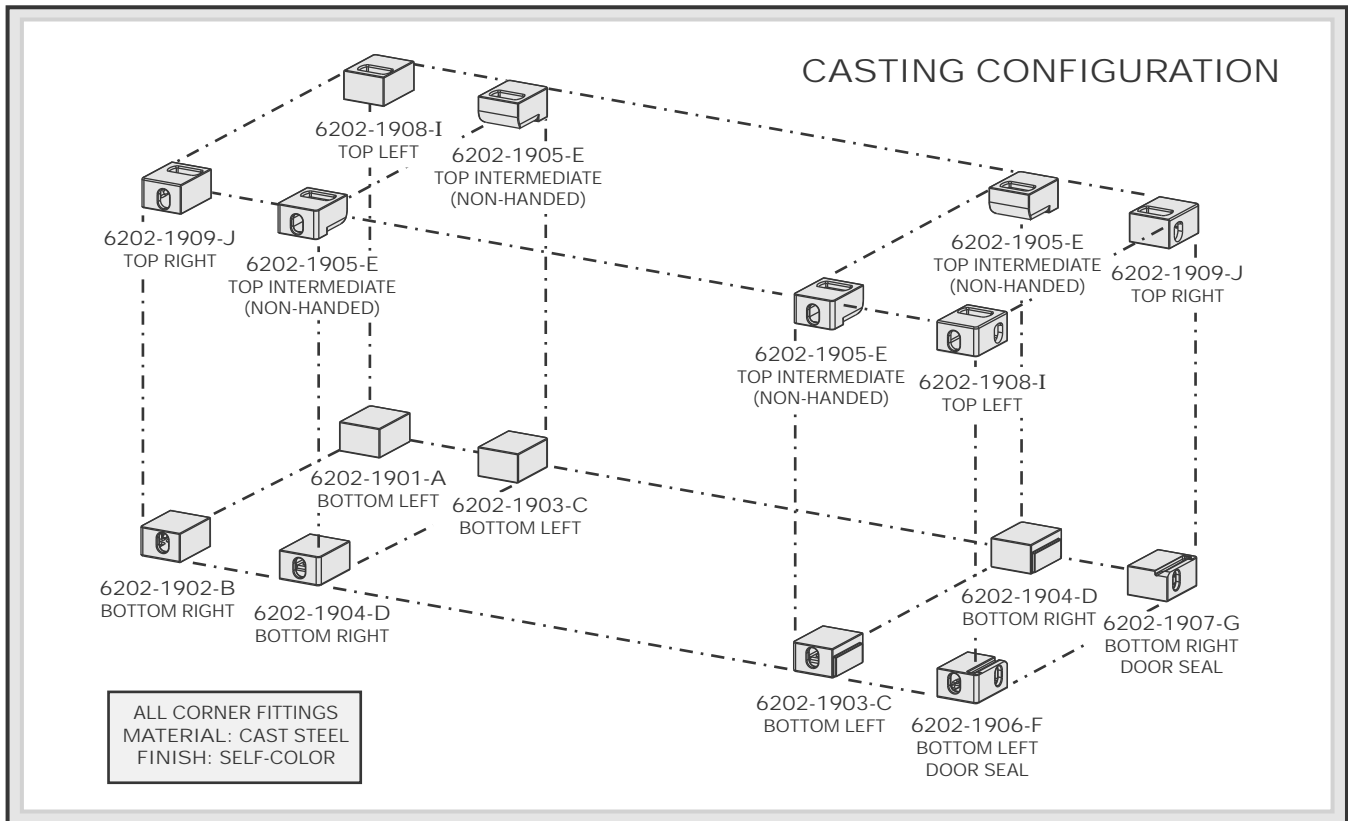 CASTING CONFIGURATION
6202-1908-I
TOP LEFT
6202-1905-E
TOP INTERMEDIATE
(NON-HANDED)
6202-1909-J
TOP RIGHT
6202-1905-E
TOP INTERMEDIATE
(NON-HANDED)
6202-1905-E
TOP INTERMEDIATE
(NON-HANDED)
6202-1909-J
TOP RIGHT
6202-1905-E
TOP INTERMEDIATE
(NON-HANDED)
6202-1908-I
TOP LEFT
6202-1901-A
BOTTOM LEFT
6202-1903-C
BOTTOM LEFT
6202-1902-B
BOTTOM RIGHT
6202-1904-D
BOTTOM RIGHT
6202-1904-D
BOTTOM RIGHT
6202-1907-G
BOTTOM RIGHT
DOOR SEAL
6202-1903-C
BOTTOM LEFT
6202-1906-F
BOTTOM LEFT
DOOR SEAL
ALL CORNER FITTINGS
MATERIAL: CAST STEEL
FINISH: SELF-COLOR